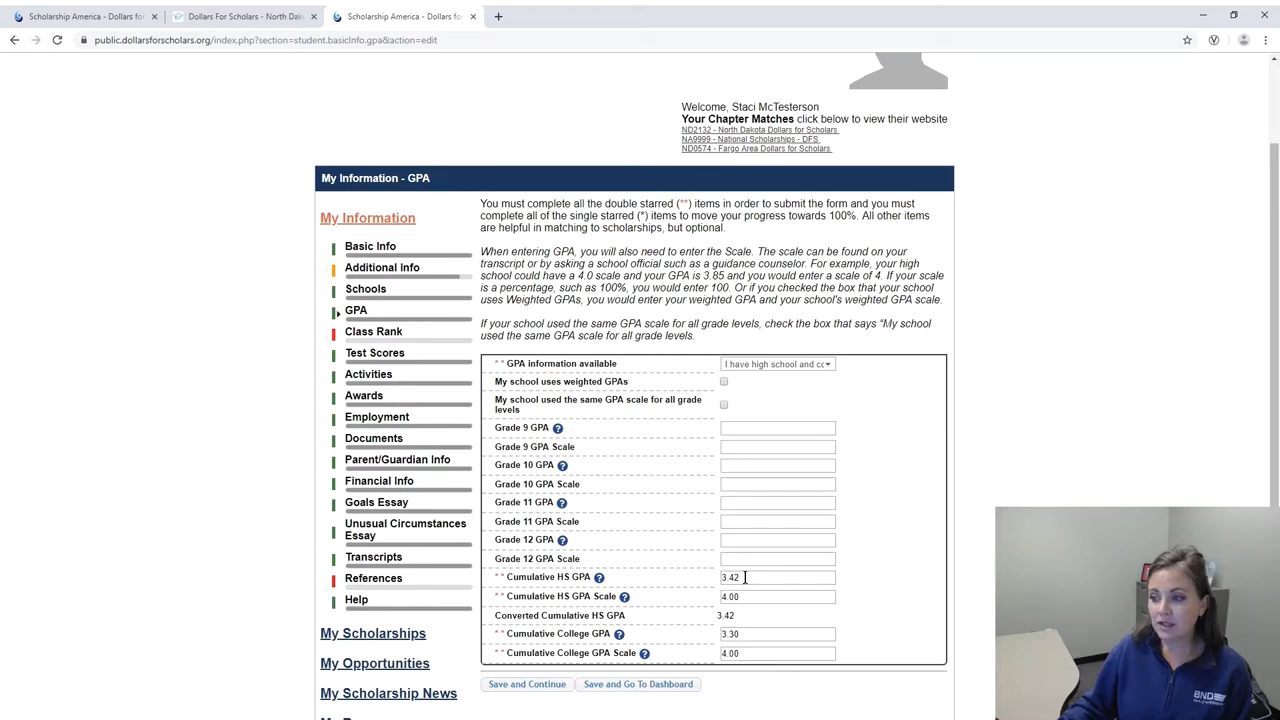 Scholarship America - Dollars for
Dollars For Scholars - North Dak
Scholarship America - Dollars for
public.dollarsforscholars.org/index.php?section=student.basicInfo.gpa&action=edit
Welcome, Staci McTesterson
Your Chapter Matches click below to view their website
ND2132 - North Dakota Dollars for Scholars
NA9999 - National Scholarships - DFS
ND0574 - Fargo Area Dollars for Scholars
My Information - GPA
My Information
Basic Info
Additional Info
Schools
GPA
Class Rank
Test Scores
Activities
Awards
Employment
Documents
Parent/Guardian Info
Financial Info
Goals Essay
Unusual Circumstances
Essay
Transcripts
References
Help
My Scholarships
My Opportunities
My Scholarship News
You must complete all the double starred (**) items in order to submit the form and you must
complete all of the single starred (*) items to move your progress towards 100%. All other items
are helpful in matching to scholarships, but optional.
When entering GPA, you will also need to enter the Scale. The scale can be found on your
transcript or by asking a school official such as a guidance counselor. For example, your high
school could have a 4.0 scale and your GPA is 3.85 and you would enter a scale of 4. If your scale
is a percentage, such as 100%, you would enter 100. Or if you checked the box that your school
uses Weighted GPAs, you would enter your weighted GPA and your school's weighted GPA scale.
If your school used the same GPA scale for all grade levels, check the box that says "My school
used the same GPA scale for all grade levels.
** GPA information available I have high school and cc
My school uses weighted GPAs
My school used the same GPA scale for all grade
levels
Grade 9 GPA ?
Grade 9 GPA Scale
Grade 10 GPA ?
Grade 10 GPA Scale
Grade 11 GPA ?
Grade 11 GPA Scale
Grade 12 GPA ?
Grade 12 GPA Scale
** Cumulative HS GPA ? 3.42
** Cumulative HS GPA Scale ? 4.00
Converted Cumulative HS GPA 3.42
** Cumulative College GPA ? 3.30
** Cumulative College GPA Scale ? 4.00
Save and Continue Save and Go To Dashboard
BND